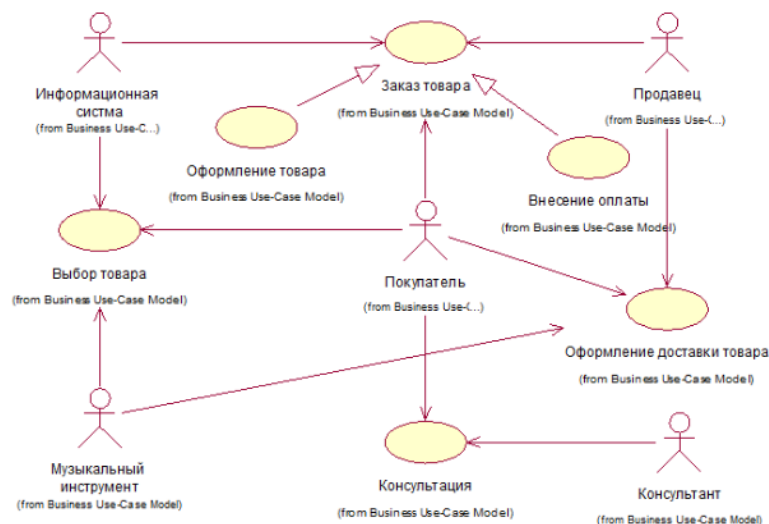 Информационная
систма
(from Business Use-C...)
Заказ товара
(from Business Use-Case Model)
Продавец
(from Business Use-(...)
Оформление товара
(from Business Use-Case Model)
Внесение оплаты
(from Business Use-Case Model)
Выбор товара
(from Business Use-Case Model)
Покупатель
(from Business Use-(...)
Оформление доставки товара
(from Business Use-Case Model)
Музыкальный
инструмент
(from Business Use-Case Model)
Консультация
(from Business Use-Case Model)
Консультант
(from Business Use-Case Model)